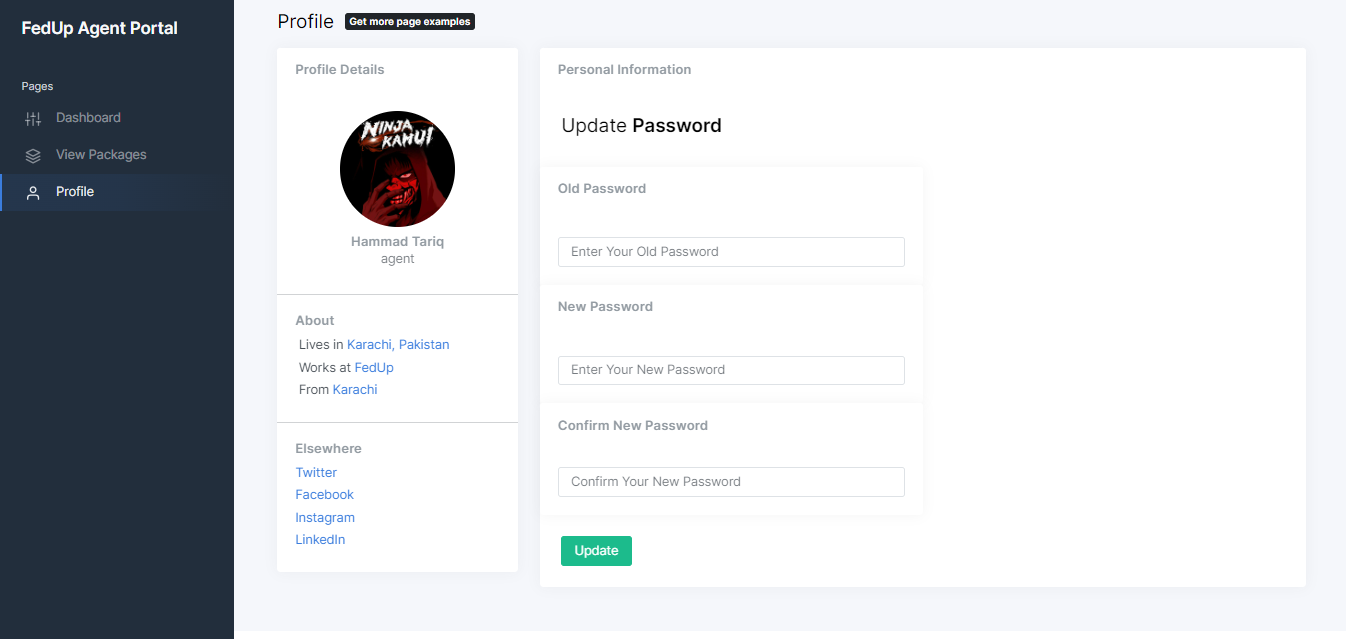 FedUp Agent Portal
Pages
Dashboard
View Packages
Profile
Profile Get more page examples
Profile Details
NINJA
KAMUI
Hammad Tariq
agent
About
Lives in Karachi, Pakistan
Works at FedUp
From Karachi
Elsewhere
Twitter
Facebook
Instagram
LinkedIn
Personal Information
Update Password
Old Password
Enter Your Old Password
New Password
Enter Your New Password
Confirm New Password
Confirm Your New Password
Update